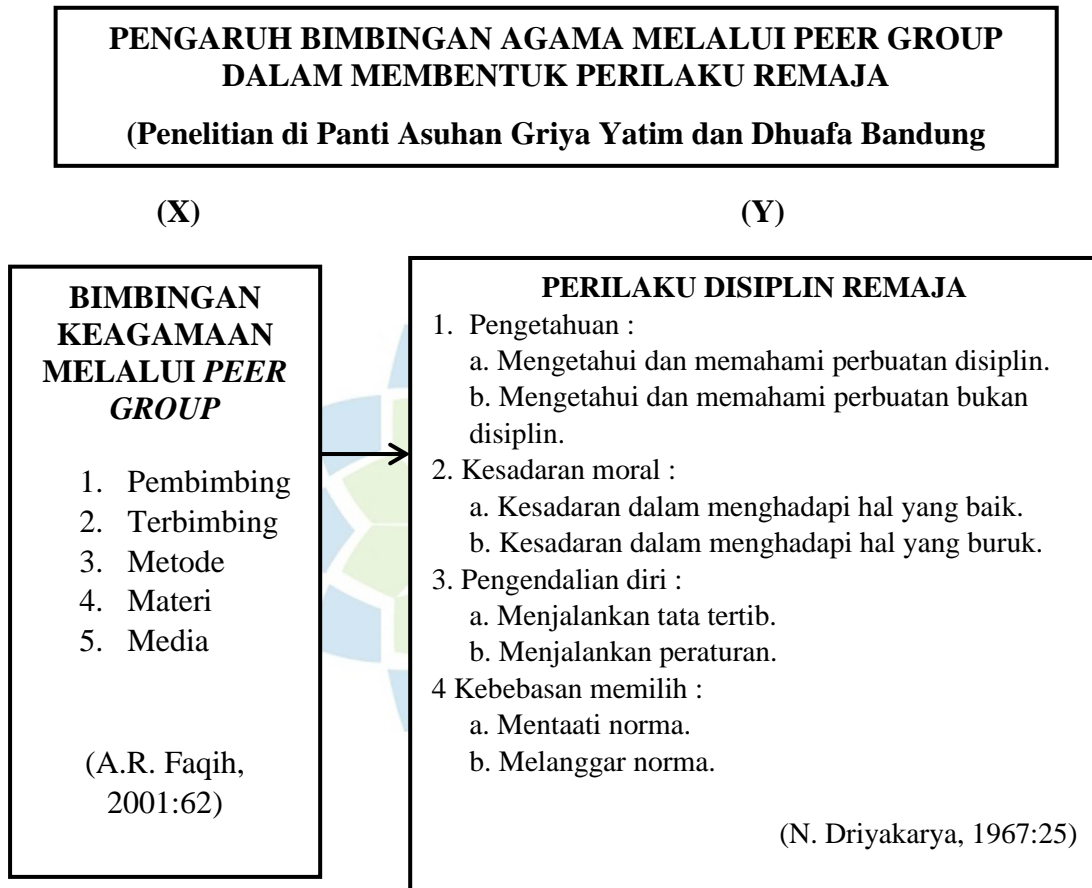 PENGARUH BIMBINGAN AGAMA MELALUI PEER GROUP
DALAM MEMBENTUK PERILAKU REMAJA
(Penelitian di Panti Asuhan Griya Yatim dan Dhuafa Bandung
(X)
(Y)
BIMBINGAN
KEAGAMAAN
MELALUI PEER
GROUP
1. Pembimbing
2. Terbimbing
3. Metode
4. Materi
5. Media
(A.R. Faqih,
2001:62)
PERILAKU DISIPLIN REMAJA
1. Pengetahuan :
a. Mengetahui dan memahami perbuatan disiplin.
b. Mengetahui dan memahami perbuatan bukan
disiplin.
2. Kesadaran moral :
a. Kesadaran dalam menghadapi hal yang baik.
b. Kesadaran dalam menghadapi hal yang buruk.
3. Pengendalian diri :
a. Menjalankan tata tertib.
b. Menjalankan peraturan.
4 Kebebasan memilih :
a. Mentaati norma.
b. Melanggar norma.
(N. Driyakarya, 1967:25)